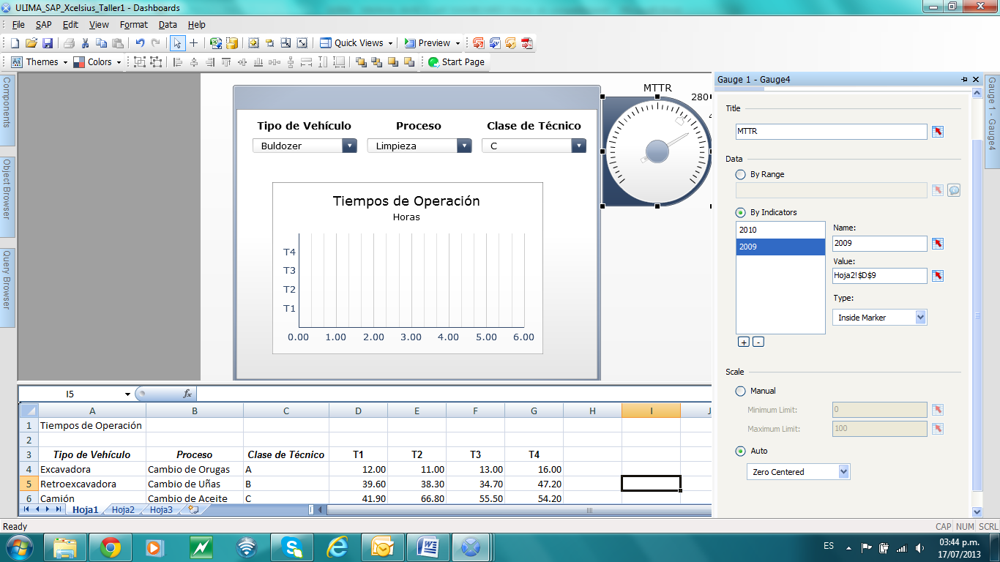 ULIMA_SAP_Xcelsius_Taller1 - Dashboards
File SAP Edit View Format Data Help
Quick Views Preview
Themes Colors Start Page
Components
Object Browser
Query Browser
Tipo de Vehículo Proceso Clase de Técnico
Buldozer Limpieza C
Tiempos de Operación
Horas
T4
T3
T2
T1
0.00 1.00 2.00 3.00 4.00 5.00 6.00
MTTR
280
Gauge 1 - Gauge4
Gauge 1 - Gauge4
Title
MTTR
Data
By Range
By Indicators
2010
2009
Name:
2009
Value:
Hoja2!$D$9
Type:
Inside Marker
+ -
Scale
Manual
Minimum Limit: 0
Maximum Limit: 100
Auto
Zero Centered
I5 fx
A B C D E F G H I J
1 Tiempos de Operación
2
3 Tipo de Vehículo Proceso Clase de Técnico T1 T2 T3 T4
4 Excavadora Cambio de Orugas A 12.00 11.00 13.00 16.00
5 Retroexcavadora Cambio de Uñas B 39.60 38.30 34.70 47.20
6 Camión Cambio de Aceite C 41.90 66.80 55.50 54.20
Hoja1 Hoja2 Hoja3
Ready CAP NUM SCRL
ES 03:44 p.m.
17/07/2013